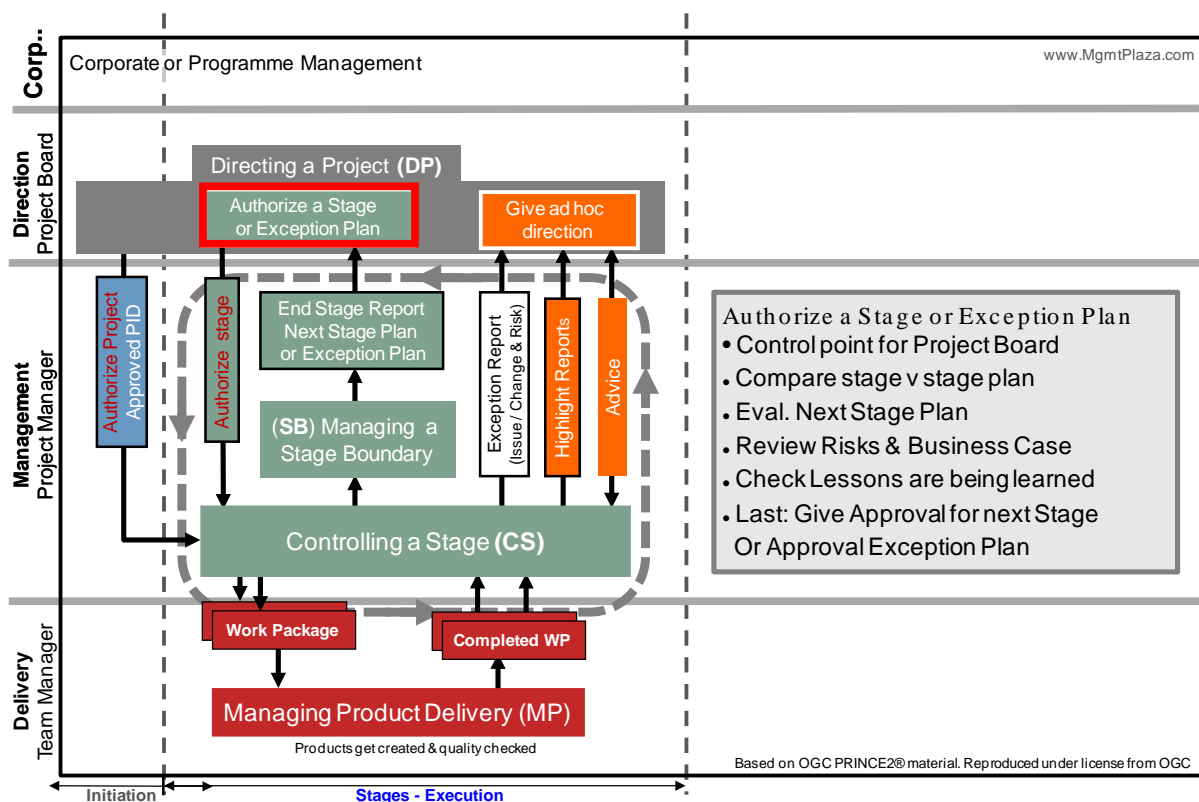 Corp..
Corporate or Programme Management
www.MgmtPlaza.com
Direction
Project Board
Directing a Project (DP)
Authorize a Stage
or Exception Plan
Give ad hoc
direction
Management
Project Manager
Authorize Project
Approved PID
Authorize stage
End Stage Report
Next Stage Plan
or Exception Plan
(SB) Managing a
Stage Boundary
Exception Report
(Issue / Change & Risk)
Highlight Reports
Advice
Controlling a Stage (CS)
Authorize a Stage or Exception Plan
• Control point for Project Board
• Compare stage v stage plan
• Eval. Next Stage Plan
• Review Risks & Business Case
• Check Lessons are being learned
• Last: Give Approval for next Stage
Or Approval Exception Plan
Delivery
Team Manager
Work Package
Completed WP
Managing Product Delivery (MP)
Products get created & quality checked
Based on OGC PRINCE2® material. Reproduced under license from OGC
Initiation
Stages - Execution